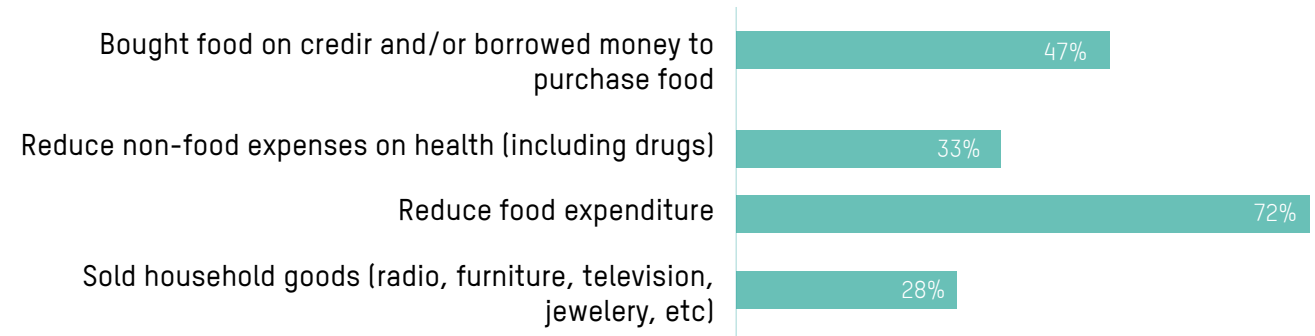 Bought food on credir and/or borrowed money to
purchase food
47%
Reduce non-food expenses on health (including drugs)
33%
Reduce food expenditure
72%
Sold household goods (radio, furniture, television,
jewelery, etc)
28%